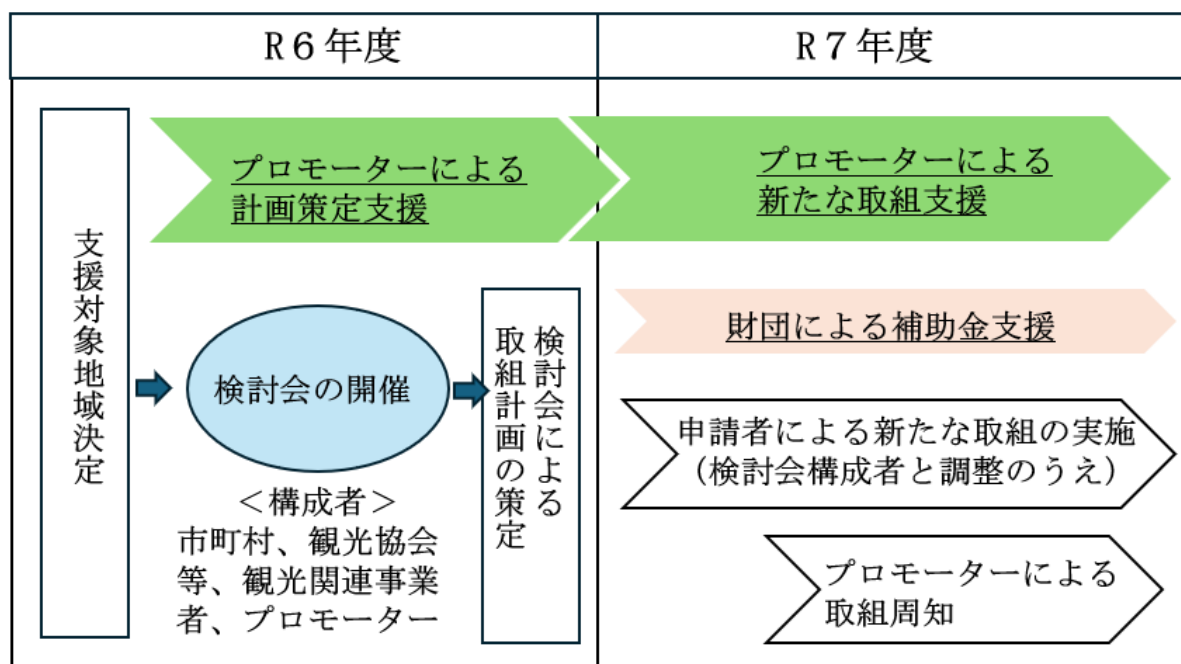 R６年度
R７年度
支援対象地域決定
プロモーターによる
計画策定支援
検討会の開催
＜構成者＞
市町村、観光協会
等、観光関連事業
者、プロモーター
検討会による
取組計画の策定
プロモーターによる
新たな取組支援
財団による補助金支援
申請者による新たな取組の実施
（検討会構成者と調整のうえ）
プロモーターによる
取組周知